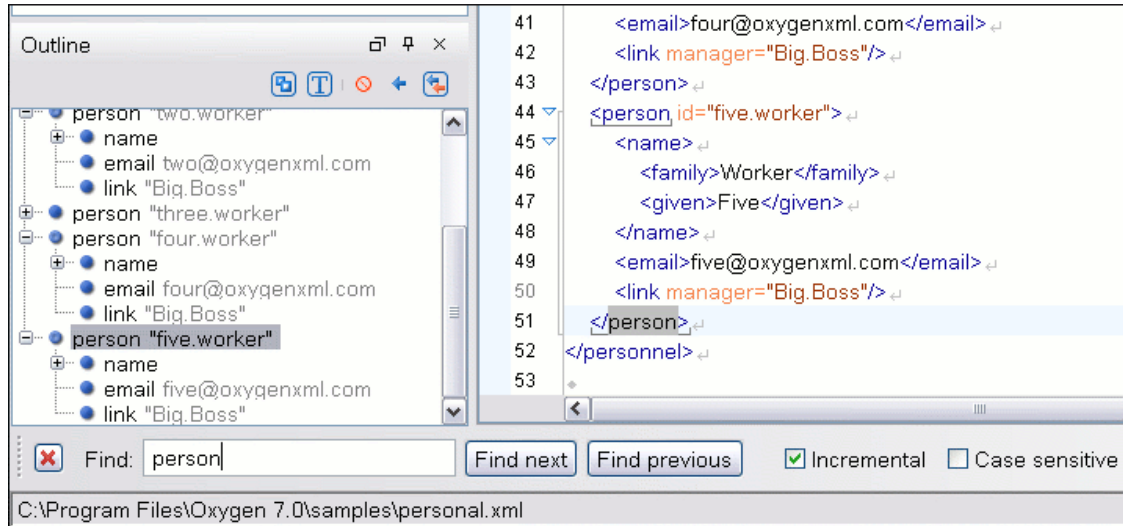 Outline
person "two.worker"
name
email two@oxygenxml.com
link "Big.Boss"
person "three.worker"
person "four.worker"
name
email four@oxygenxml.com
link "Big.Boss"
person "five.worker"
name
email five@oxygenxml.com
link "Big.Boss"
41 <email>four@oxygenxml.com</email>
42 <link manager="Big.Boss"/>
43 </person>
44 <person id="five.worker">
45 <name>
46 <family>Worker</family>
47 <given>Five</given>
48 </name>
49 <email>five@oxygenxml.com</email>
50 <link manager="Big.Boss"/>
51 </person>
52 </personnel>
53
Find: person Find next Find previous Incremental Case sensitive
C:\Program Files\Oxygen 7.0\samples\personal.xml